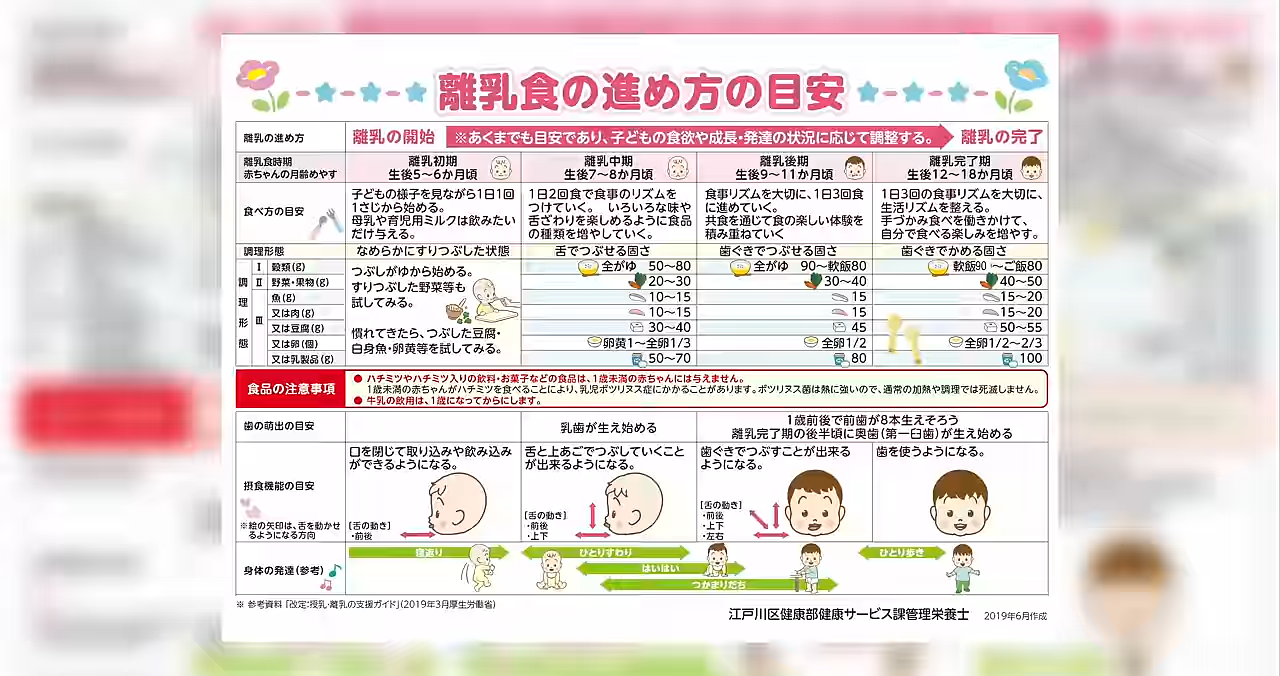 離乳食の進め方の目安
離乳の進め方
離乳の開始
※あくまでも目安であり、子どもの食欲や成長・発達の状況に応じて調整する。
離乳の完了
離乳食時期
赤ちゃんの月齢めやす
離乳初期
生後5～6か月頃
離乳中期
生後7～8か月頃
離乳後期
生後9～11か月頃
離乳完了期
生後12～18か月頃
食べ方の目安
子どもの様子を見ながら1日1回
1さじから始める。
母乳や育児用ミルクは飲みたい
だけ与える。
1日2回食で事のリズムを
つけていく。 いろいろな味や
舌ざわりを楽しめるように食品
の種類を増やしていく。
食事リズムを大切に、1日3回食
に進めていく。
共食を通じて食の楽しい体験を
積み重ねていく
1日3回の食事リズムを大切に、
生活リズムを整える。
手づかみ食べを働きかけて、
自分で食べる楽しみを増やす。
調理形態
なめらかにすりつぶした状態
舌でつぶせる固さ
歯ぐきでつぶせる固さ
歯ぐきでかめる固さ
調理形態
つぶしがゆから始める。
すりつぶした野菜等も
試してみる。
慣れてきたら、つぶした豆腐・
白身魚・卵黄等を試してみる。
Ⅰ 穀類(g)
全がゆ 50～80
全がゆ 90～軟飯80
軟飯90 ～ご飯80
Ⅱ 野菜・果物(g)
20～30
30～40
40～50
Ⅲ
魚(g)
10～15
15
15～20
又は肉(g)
10～15
15
15～20
又は豆腐(g)
30～40
45
50～55
又は卵(個)
卵黄1～全卵1/3
全卵1/2
全卵1/2～2/3
又は乳製品(g)
50～70
80
100
食品の注意事項
● ハチミツやハチミツ入りの飲料・お菓子などの食品は、1歳未満の赤ちゃんには与えません。
1歳未満の赤ちゃんがハチミツを食べることにより、乳児ボツリヌス症にかかることがあります。ボツリヌス菌は熱に強いので、通常の加熱や調理では死滅しません。
● 牛乳の飲用は、1歳になってからにします。
歯の萌出の目安
乳歯が生え始める
1歳前後で前歯が8本生えそろう
離乳完了期の後半頃に奥歯(第一臼歯)が生え始める
摂食機能の目安
※絵の矢印は、舌を動かせ
るようになる方向
口を閉じて取り込みや飲み込み
ができるようになる。
[舌の動き]
・前後
舌と上あごでつぶしていくこと
が出来るようになる。
[舌の動き]
・前後
・上下
歯ぐきでつぶすことが出来る
ようになる。
[舌の動き]
・前後
・上下
・左右
歯を使うようになる。
身体の発達(参考)
寝返り
ひとりすわり
はいはい
つかまりだち
ひとり歩き
※ 参考資料 「改定:授乳・離乳の支援ガイド」(2019年3月厚生労働省)
江戸川区健康部健康サービス課管理栄養士 2019年6月作成